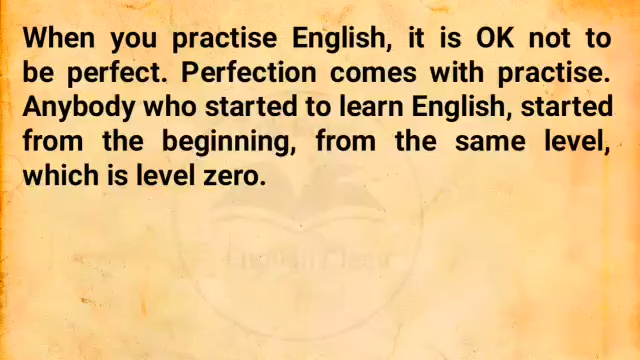 When you practise English, it is OK not to
be perfect. Perfection comes with practise.
Anybody who started to learn English, started
from the beginning, from the same level,
which is level zero.